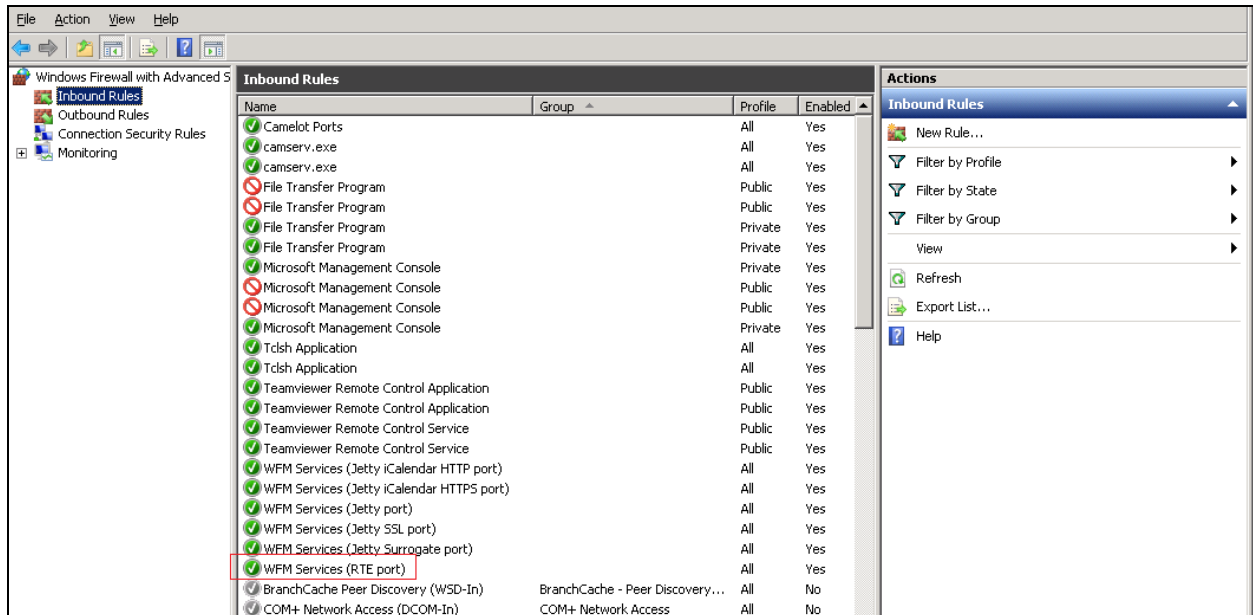 File Action View Help
Windows Firewall with Advanced S
Inbound Rules
Outbound Rules
Connection Security Rules
Monitoring
Inbound Rules
Name Group Profile Enabled
Camelot Ports All Yes
camserv.exe All Yes
camserv.exe All Yes
File Transfer Program Public Yes
File Transfer Program Public Yes
File Transfer Program Private Yes
File Transfer Program Private Yes
Microsoft Management Console Private Yes
Microsoft Management Console Public Yes
Microsoft Management Console Public Yes
Microsoft Management Console Private Yes
Tclsh Application All Yes
Tclsh Application All Yes
Teamviewer Remote Control Application Public Yes
Teamviewer Remote Control Application Public Yes
Teamviewer Remote Control Service Public Yes
Teamviewer Remote Control Service Public Yes
WFM Services (Jetty iCalendar HTTP port) All Yes
WFM Services (Jetty iCalendar HTTPS port) All Yes
WFM Services (Jetty port) All Yes
WFM Services (Jetty SSL port) All Yes
WFM Services (Jetty Surrogate port) All Yes
WFM Services (RTE port) All Yes
BranchCache Peer Discovery (WSD-In) BranchCache - Peer Discovery... All No
COM+ Network Access (DCOM-In) COM+ Network Access All No
Actions
Inbound Rules
New Rule...
Filter by Profile
Filter by State
Filter by Group
View
Refresh
Export List...
Help